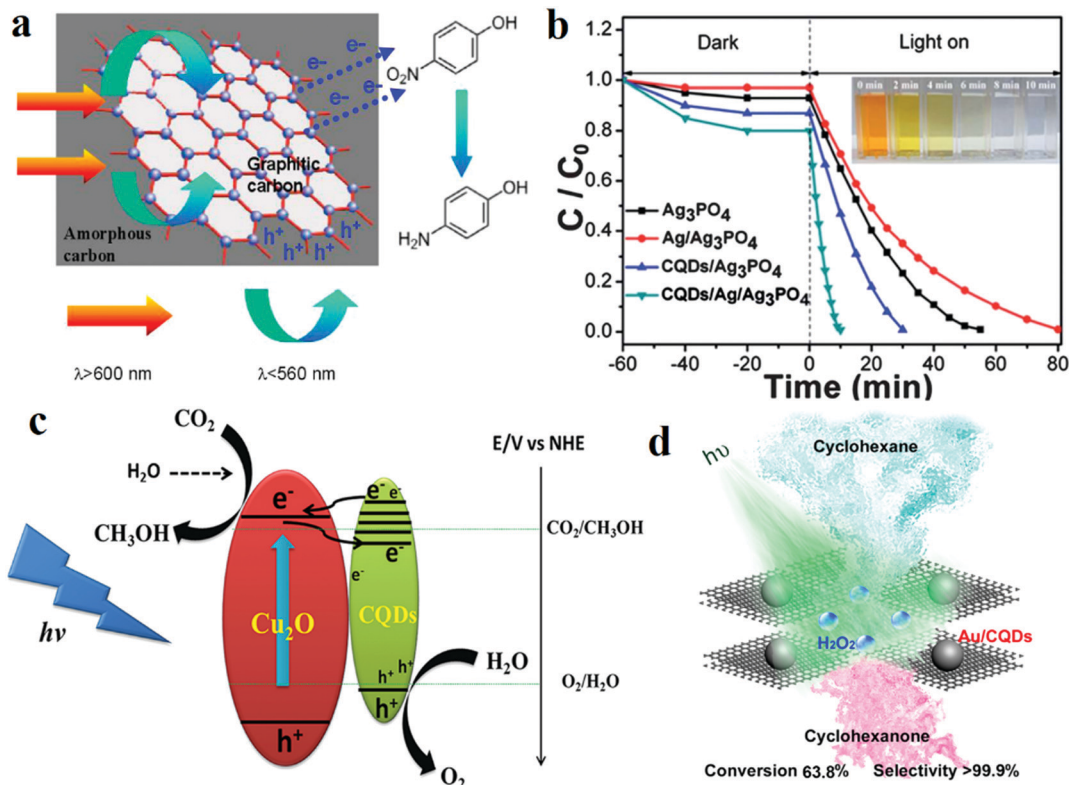 a
OH
O₂N
e-
e-
e-
e-
Graphitic
carbon
Amorphous
carbon
h⁺
h⁺
h⁺
h⁺
h⁺
OH
H₂N
λ>600 nm
λ<560 nm
b
Dark
Light on
0 min 2 min 4 min 6 min 8 min 10 min
1.0
0.8
0.6
0.4
0.2
0.0
C / C₀
Ag₃PO₄
Ag/Ag₃PO₄
CQDs/Ag₃PO₄
CQDs/Ag/Ag₃PO₄
-60 -40 -20 0 20 40 60 80
Time (min)
c
CO₂
H₂O
CH₃OH
hν
e⁻
Cu₂O
h⁺
e⁻ e⁻
e⁻
e⁻
CQDs
h⁺ h⁺
h⁺
H₂O
O₂
E/V vs NHE
CO₂/CH₃OH
O₂/H₂O
d
hν
Cyclohexane
H₂O₂
Au/CQDs
Cyclohexanone
Conversion 63.8% Selectivity >99.9%